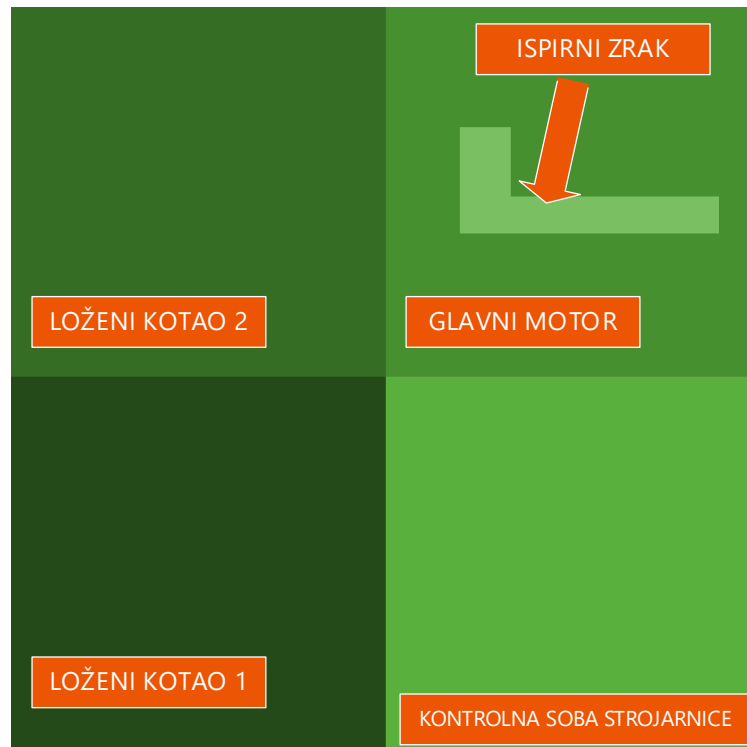 ISPIRNI ZRAK
LOŽENI KOTAO 2
GLAVNI MOTOR
LOŽENI KOTAO 1
KONTROLNA SOBA STROJARNICE